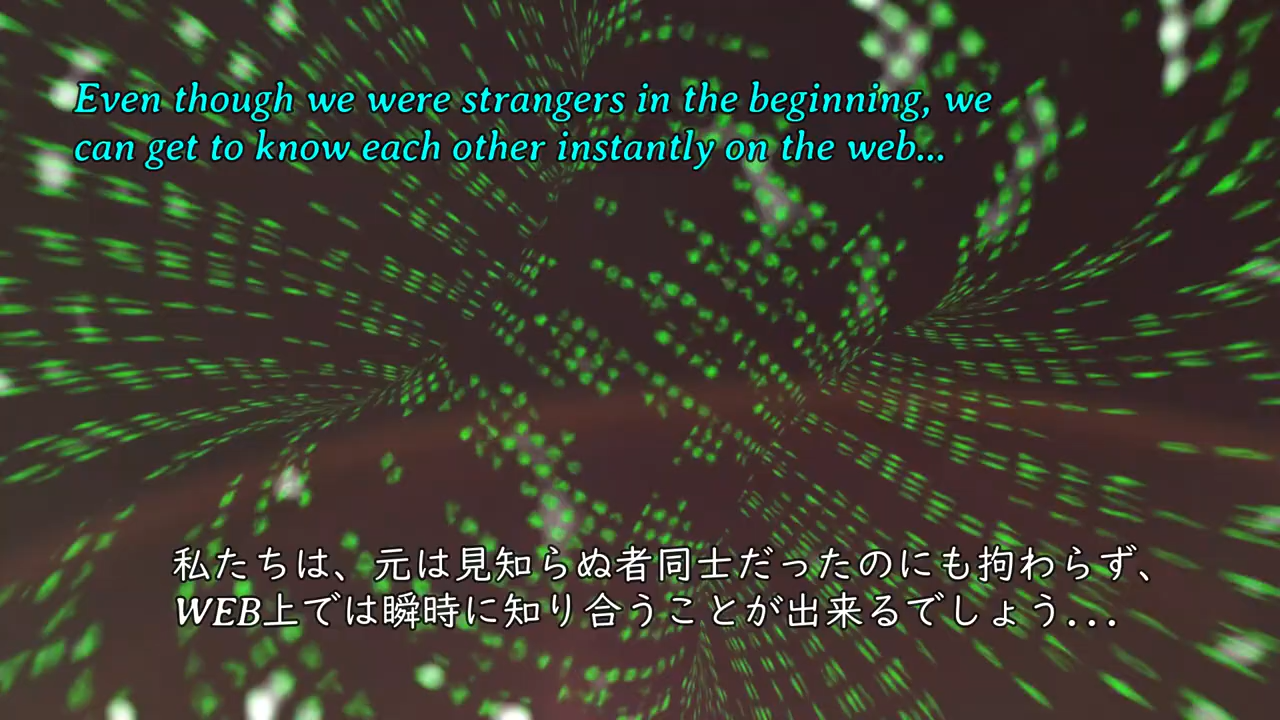 Even though we were strangers in the beginning, we
can get to know each other instantly on the web...
私たちは、元は見知らぬ者同士だったのにも拘わらず、
WEB上では瞬時に知り合うことが出来るでしょう...